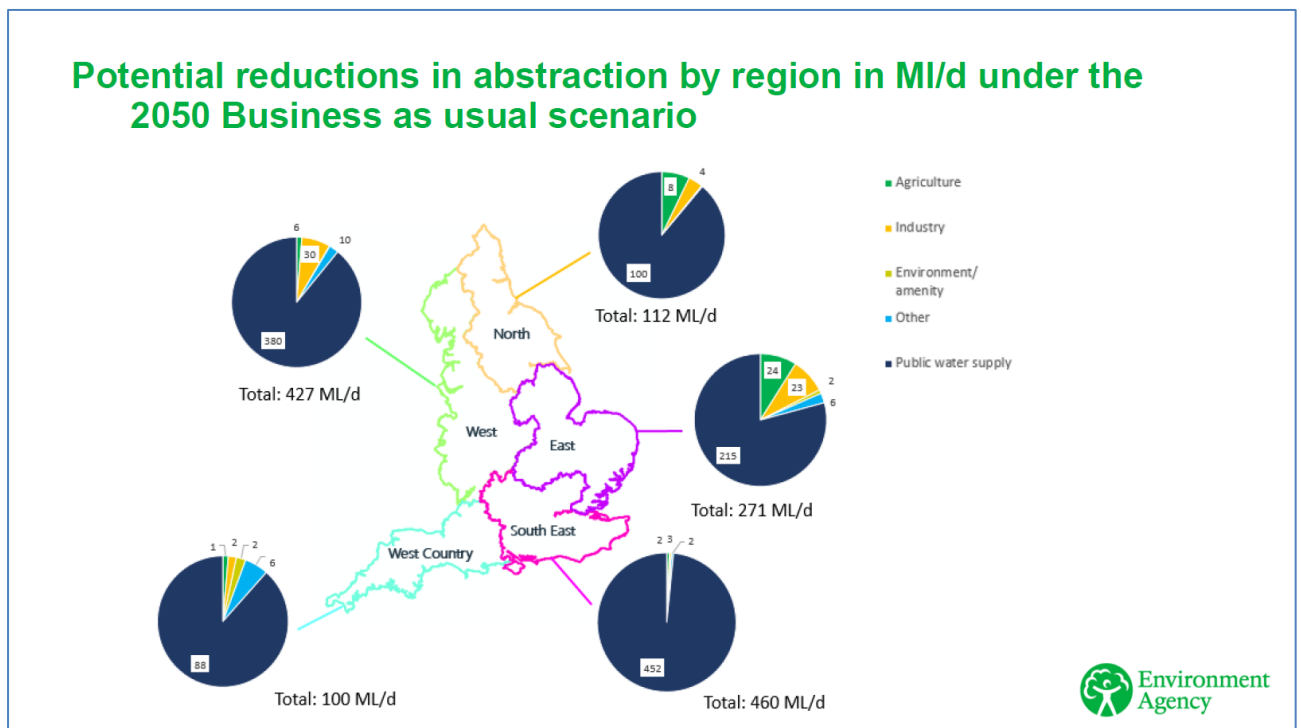 Potential reductions in abstraction by region in Ml/d under the
2050 Business as usual scenario
8
4
100
Total: 112 ML/d
Agriculture
Industry
Environment/
amenity
Other
Public water supply
6
30
10
380
Total: 427 ML/d
North
West
East
South East
West Country
24
23
2
6
215
Total: 271 ML/d
1
2
2
6
88
Total: 100 ML/d
2
3
2
452
Total: 460 ML/d
Environment
Agency